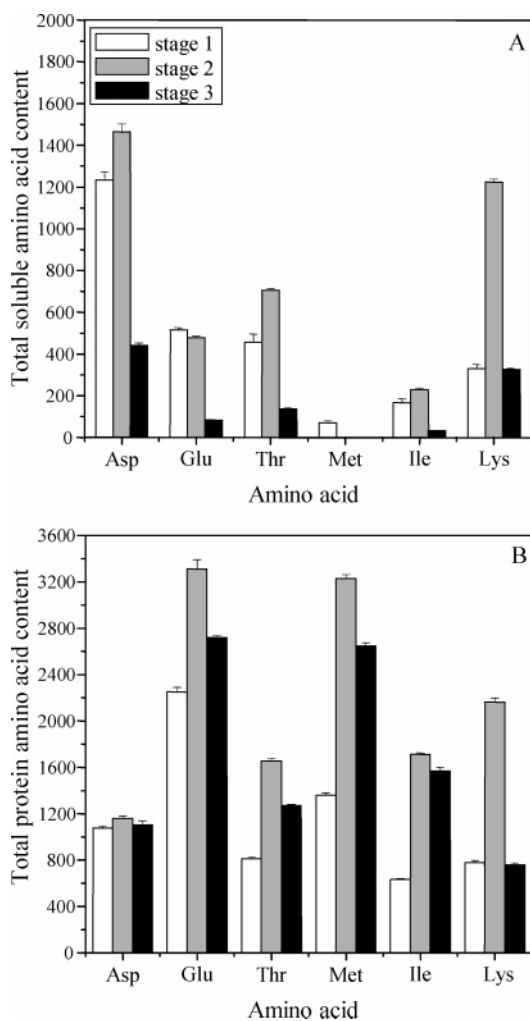 A
stage 1
stage 2
stage 3
2000
1800
1600
1400
1200
1000
800
600
400
200
0
Total soluble amino acid content
Asp Glu Thr Met Ile Lys
Amino acid
B
3600
3200
2800
2400
2000
1600
1200
800
400
0
Total protein amino acid content
Asp Glu Thr Met Ile Lys
Amino acid